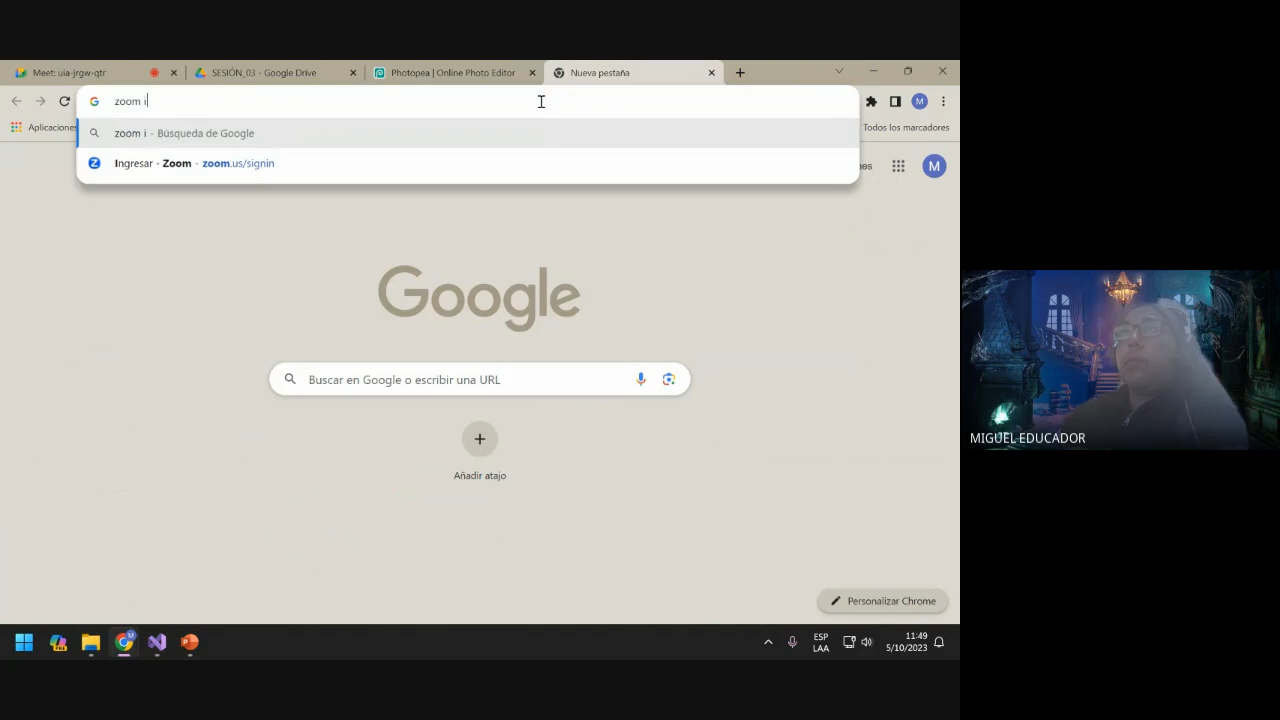 Meet: uia-jrgw-qtr
SESIÓN_03 - Google Drive
Photopea | Online Photo Editor
Nueva pestaña
zoom i
M
zoom i - Búsqueda de Google
Ingresar - Zoom - zoom.us/signin
Aplicaciones
Todos los marcadores
nes
M
Google
Buscar en Google o escribir una URL
Añadir atajo
Personalizar Chrome
MIGUEL EDUCADOR
ESP
LAA
11:49
5/10/2023